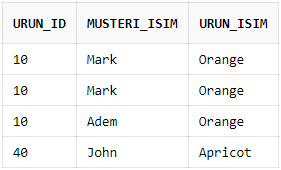 URUN_ID MUSTERI_ISIM URUN_ISIM
10 Mark Orange
10 Mark Orange
10 Adem Orange
40 John Apricot